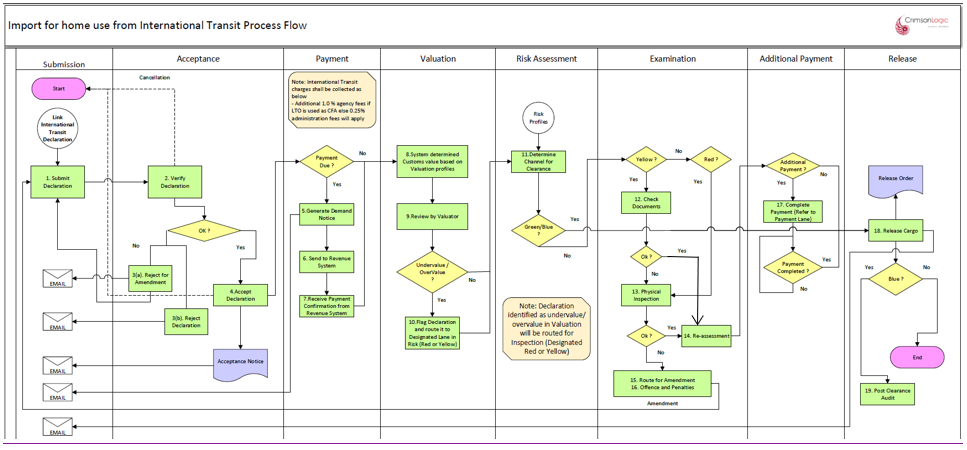 Import for home use from International Transit Process Flow
CrimsonLogic
Submission
Acceptance
Payment
Valuation
Risk Assessment
Examination
Additional Payment
Release
Start
Cancellation
Link
International
Transit
Declaration
1. Submit
Declaration
2. Verify
Declaration
OK ?
No
Yes
3(a). Reject for
Amendment
4.Accept
Declaration
3(b). Reject
Declaration
Acceptance Notice
EMAIL
EMAIL
EMAIL
EMAIL
EMAIL
Note: International Transit
charges shall be collected as
below
- Additional 1.0 % agency fees if
LTO is used as CFA else 0.25%
administration fees will apply
Payment
Due ?
No
Yes
5.Generate Demand
Notice
6. Send to Revenue
System
7.Receive Payment
Confirmation from
Revenue System
8.System determined
Customs value based on
Valuation profiles
9.Review by Valuator
Undervalue /
OverValue
?
No
Yes
10.Flag Declaration
and route it to
Designated Lane in
Risk (Red or Yellow)
Risk
Profiles
11.Determine
Channel for
Clearance
Green/Blue
?
Yes
No
Note: Declaration
identified as undervalue/
overvalue in Valuation
will be routed for
Inspection (Designated
Red or Yellow)
Yellow ?
No
Red ?
Yes
Yes
12. Check
Documents
Ok ?
Yes
No
13. Physical
Inspection
Ok ?
Yes
14. Re-assessment
No
15. Route for Amendment
16. Offence and Penalties
Amendment
Additional
Payment ?
Yes
No
17. Complete
Payment (Refer to
Payment Lane)
Payment
Completed ?
Yes
No
Release Order
18. Release Cargo
Yes
No
Blue ?
End
19. Post Clearance
Audit